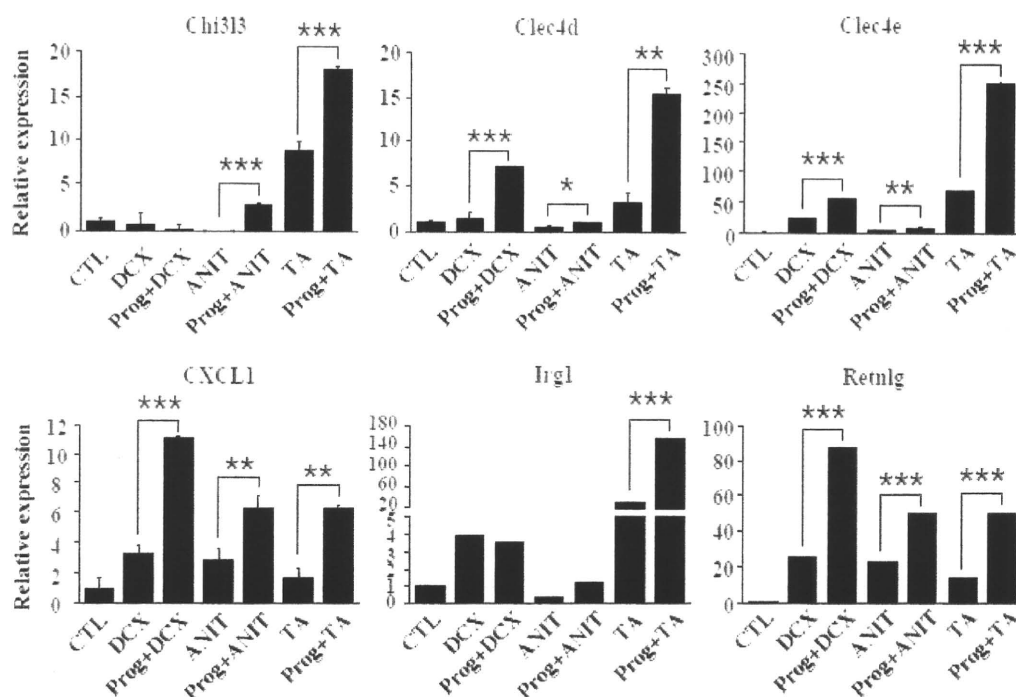 Chi3l3
Clec4d
Clec4e
***
***
Relative expression
20
15
10
5
0
CTL
DCX
Prog+DCX
ANIT
Prog+ANIT
TA
Prog+TA
**
***
*
20
15
10
5
0
CTL
DCX
Prog+DCX
ANIT
Prog+ANIT
TA
Prog+TA
***
***
**
300
250
200
150
100
50
0
CTL
DCX
Prog+DCX
ANIT
Prog+ANIT
TA
Prog+TA
CXCL1
Irg1
Retnlg
***
**
**
Relative expression
12
10
8
6
4
2
0
CTL
DCX
Prog+DCX
ANIT
Prog+ANIT
TA
Prog+TA
***
180
140
100
60
20
4
3
2
1
0
CTL
DCX
Prog+DCX
ANIT
Prog+ANIT
TA
Prog+TA
***
***
***
100
80
60
40
20
0
CTL
DCX
Prog+DCX
ANIT
Prog+ANIT
TA
Prog+TA